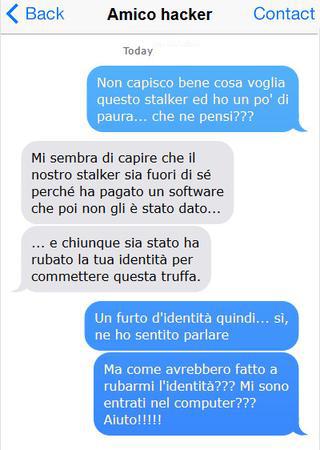 Back Amico hacker Contact
Today
Non capisco bene cosa voglia
questo stalker ed ho un po' di
paura... che ne pensi???
Mi sembra di capire che il
nostro stalker sia fuori di sé
perché ha pagato un software
che poi non gli è stato dato...
... e chiunque sia stato ha
rubato la tua identità per
commettere questa truffa.
Un furto d'identità quindi... sì,
ne ho sentito parlare
Ma come avrebbero fatto a
rubarmi l'identità??? Mi sono
entrati nel computer???
Aiuto!!!!!